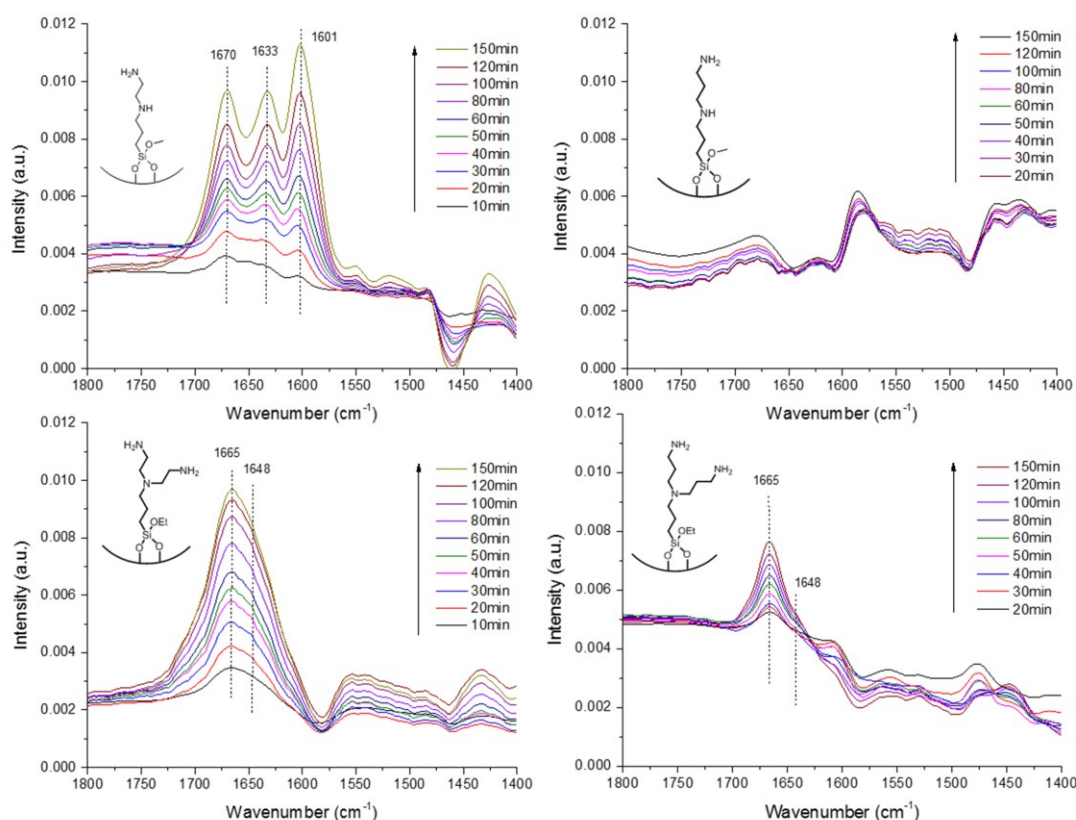 0.012
0.010
0.008
0.006
0.004
0.002
0.000
Intensity (a.u.)
1670
1633
1601
H₂N
NH
O
Si
O
O
150min
120min
100min
80min
60min
50min
40min
30min
20min
10min
1800
1750
1700
1650
1600
1550
1500
1450
1400
Wavenumber (cm⁻¹)
0.012
0.010
0.008
0.006
0.004
0.002
0.000
Intensity (a.u.)
NH₂
NH
O
Si
O
O
150min
120min
100min
80min
60min
50min
40min
30min
20min
1800
1750
1700
1650
1600
1550
1500
1450
1400
Wavenumber (cm⁻¹)
0.012
0.010
0.008
0.006
0.004
0.002
0.000
Intensity (a.u.)
1665
1648
H₂N
NH₂
N
OEt
Si
O
O
150min
120min
100min
80min
60min
50min
40min
30min
20min
10min
1800
1750
1700
1650
1600
1550
1500
1450
1400
Wavenumber (cm⁻¹)
0.012
0.010
0.008
0.006
0.004
0.002
0.000
Intensity (a.u.)
1665
1648
NH₂
NH₂
N
OEt
Si
O
O
150min
120min
100min
80min
60min
50min
40min
30min
20min
1800
1750
1700
1650
1600
1550
1500
1450
1400
Wavenumber (cm⁻¹)